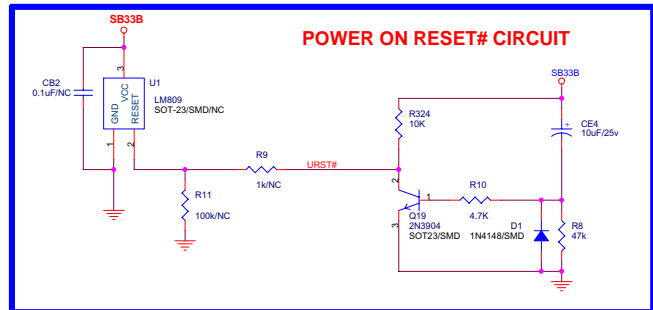 SB33B
POWER ON RESET# CIRCUIT
SB33B
CB2
0.1uF/NC
3
U1
VCC
GND
RESET
LM809
SOT-23/SMD/NC
1
2
R324
10K
CE4
+
10uF/25v
R9
URST#
1k/NC
R11
100k/NC
2
1
R10
4.7K
3
Q19
2N3904
SOT23/SMD
D1
1N4148/SMD
R8
47k